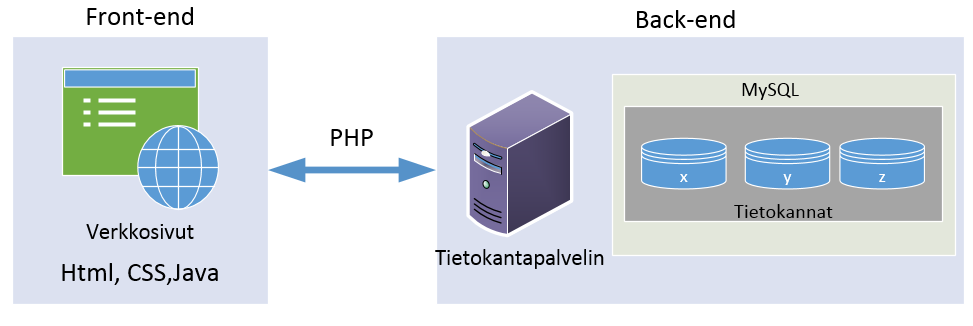 Front-end
Verkkosivut
Html, CSS,Java
PHP
Back-end
Tietokantapalvelin
MySQL
x
y
z
Tietokannat